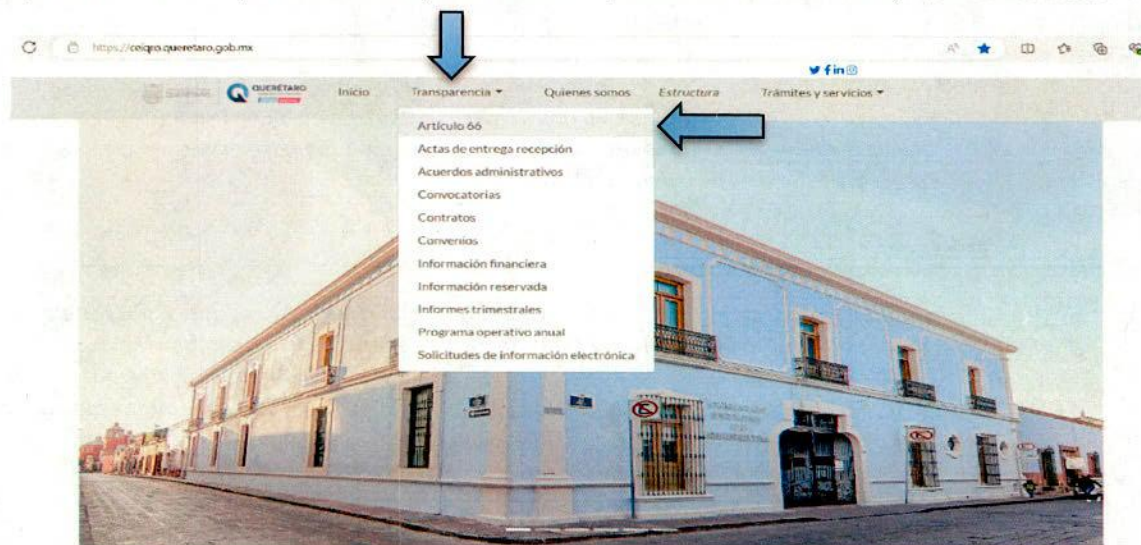 https://ceiqro.queretaro.gob.mx
QUERÉTARO
Inicio
Transparencia
Quienes somos
Estructura
Trámites y servicios
Artículo 66
Actas de entrega recepción
Acuerdos administrativos
Convocatorias
Contratos
Convenios
Información financiera
Información reservada
Informes trimestrales
Programa operativo anual
Solicitudes de información electrónica